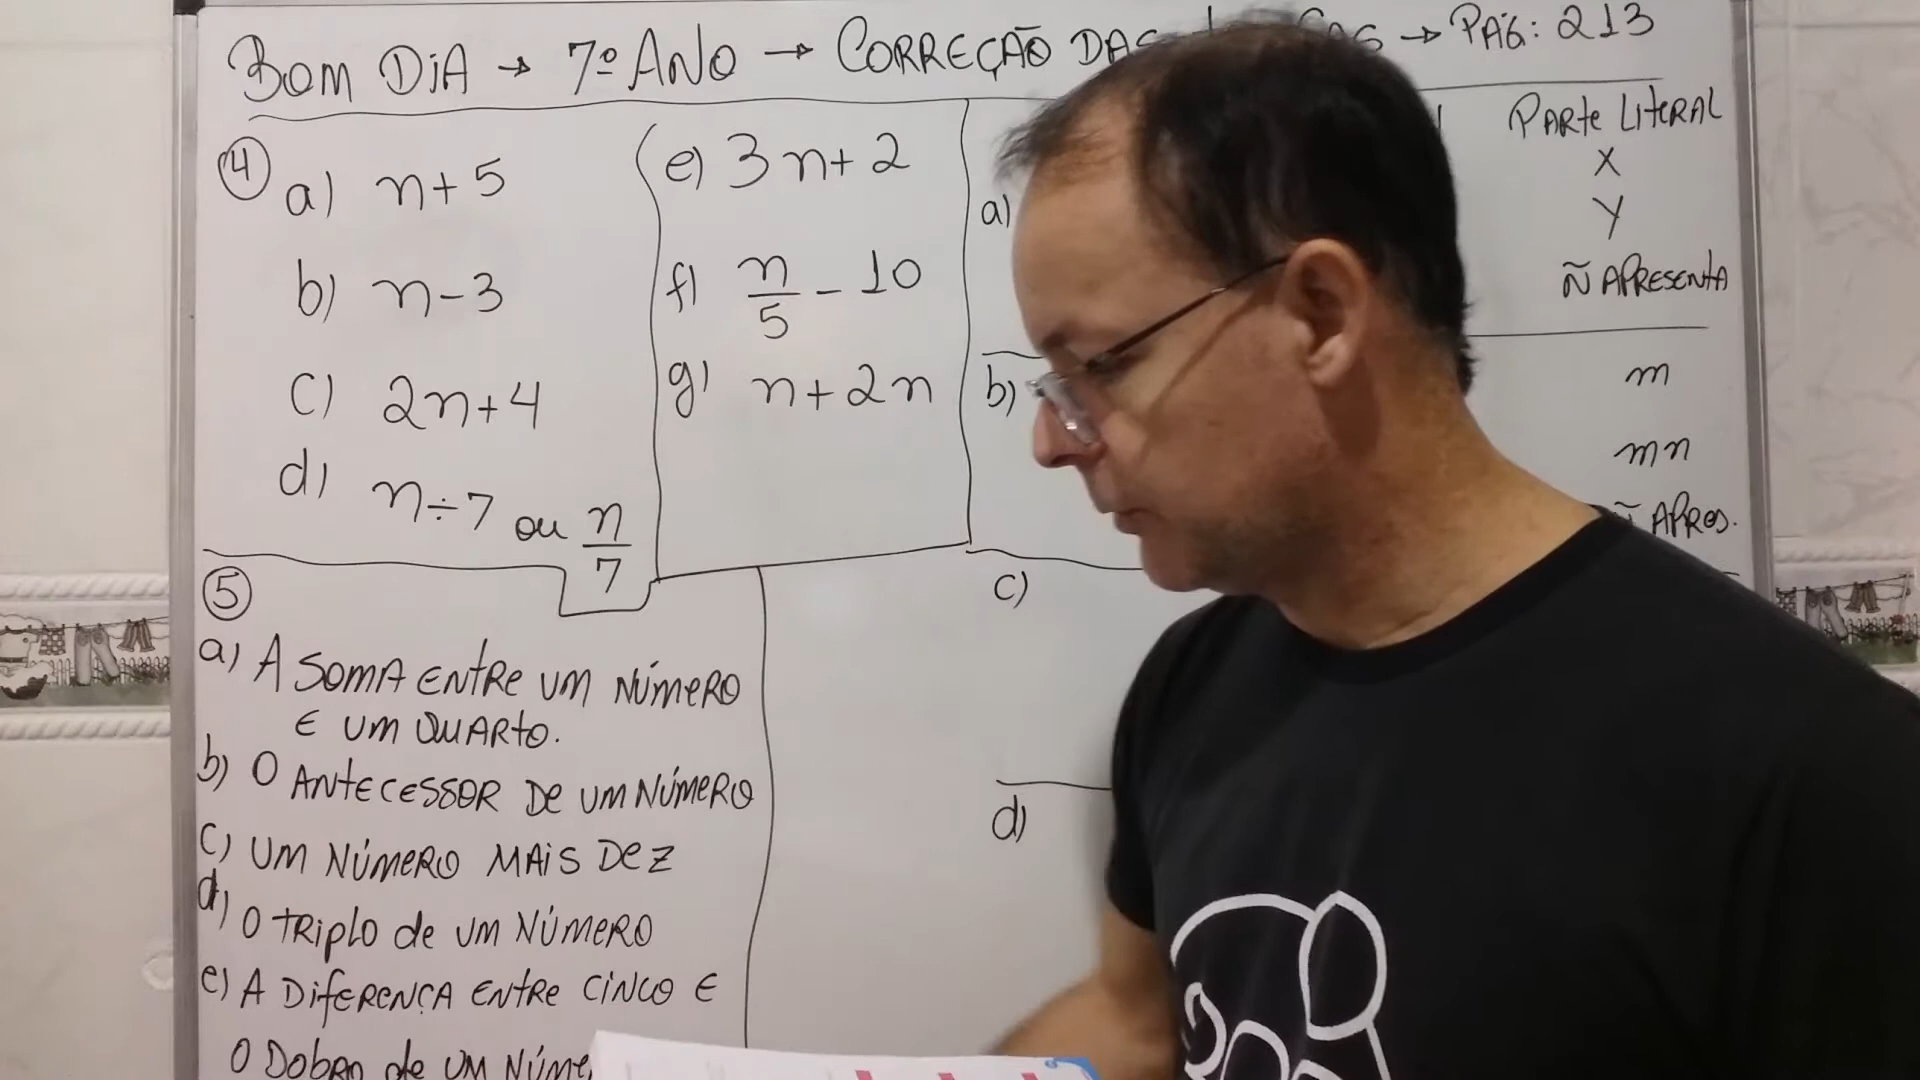 BOM DIA → 7º ANO → CORREÇÃO DAS → PÁG: 213
4
a) n+5
b) n-3
c) 2n+4
d) n÷7 ou n/7
e) 3n+2
f) n/5 - 10
g) n+2n
5
a) A SOMA ENTRE UM NÚMERO
E UM QUARTO.
b) O ANTECESSOR DE UM NÚMERO
c) UM NÚMERO MAIS DEZ
d) O TRIPLO de UM NÚMERO
e) A DIFERENÇA ENTRE CINCO E
O DOBRO de UM
PARTE LITERAL
a)
X
Y
Ñ APRESENTA
b)
m
mn
APRES.
c)
d)